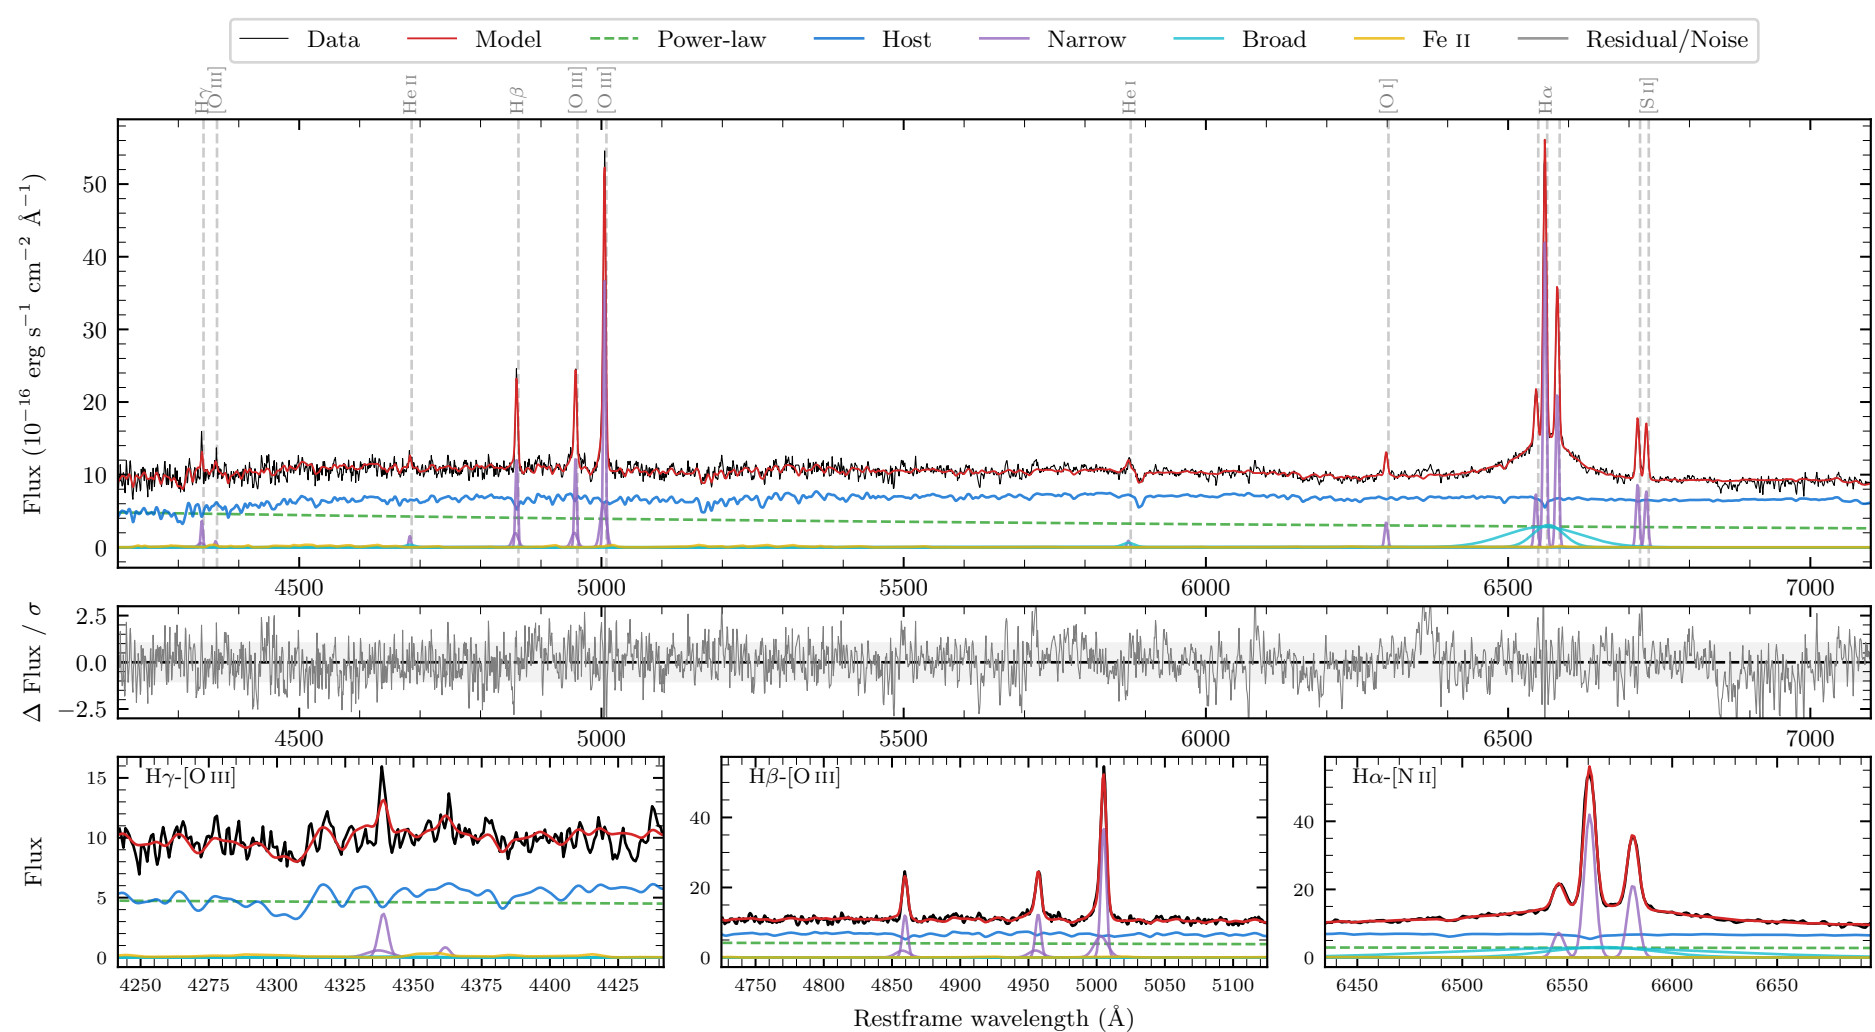 Data Model Power-law Host Narrow Broad Fe II Residual/Noise
Hγ [O III] He II Hβ [O III] [O III] He I [O I] Hα [S II]
Flux (10⁻¹⁶ erg s⁻¹ cm⁻² Å⁻¹)
50
40
30
20
10
0
4500 5000 5500 6000 6500 7000
Δ Flux / σ
2.5
0.0
−2.5
4500 5000 5500 6000 6500 7000
Flux
Hγ-[O III]
15
10
5
0
4250 4275 4300 4325 4350 4375 4400 4425
Hβ-[O III]
40
20
0
4750 4800 4850 4900 4950 5000 5050 5100
Hα-[N II]
40
20
0
6450 6500 6550 6600 6650
Restframe wavelength (Å)